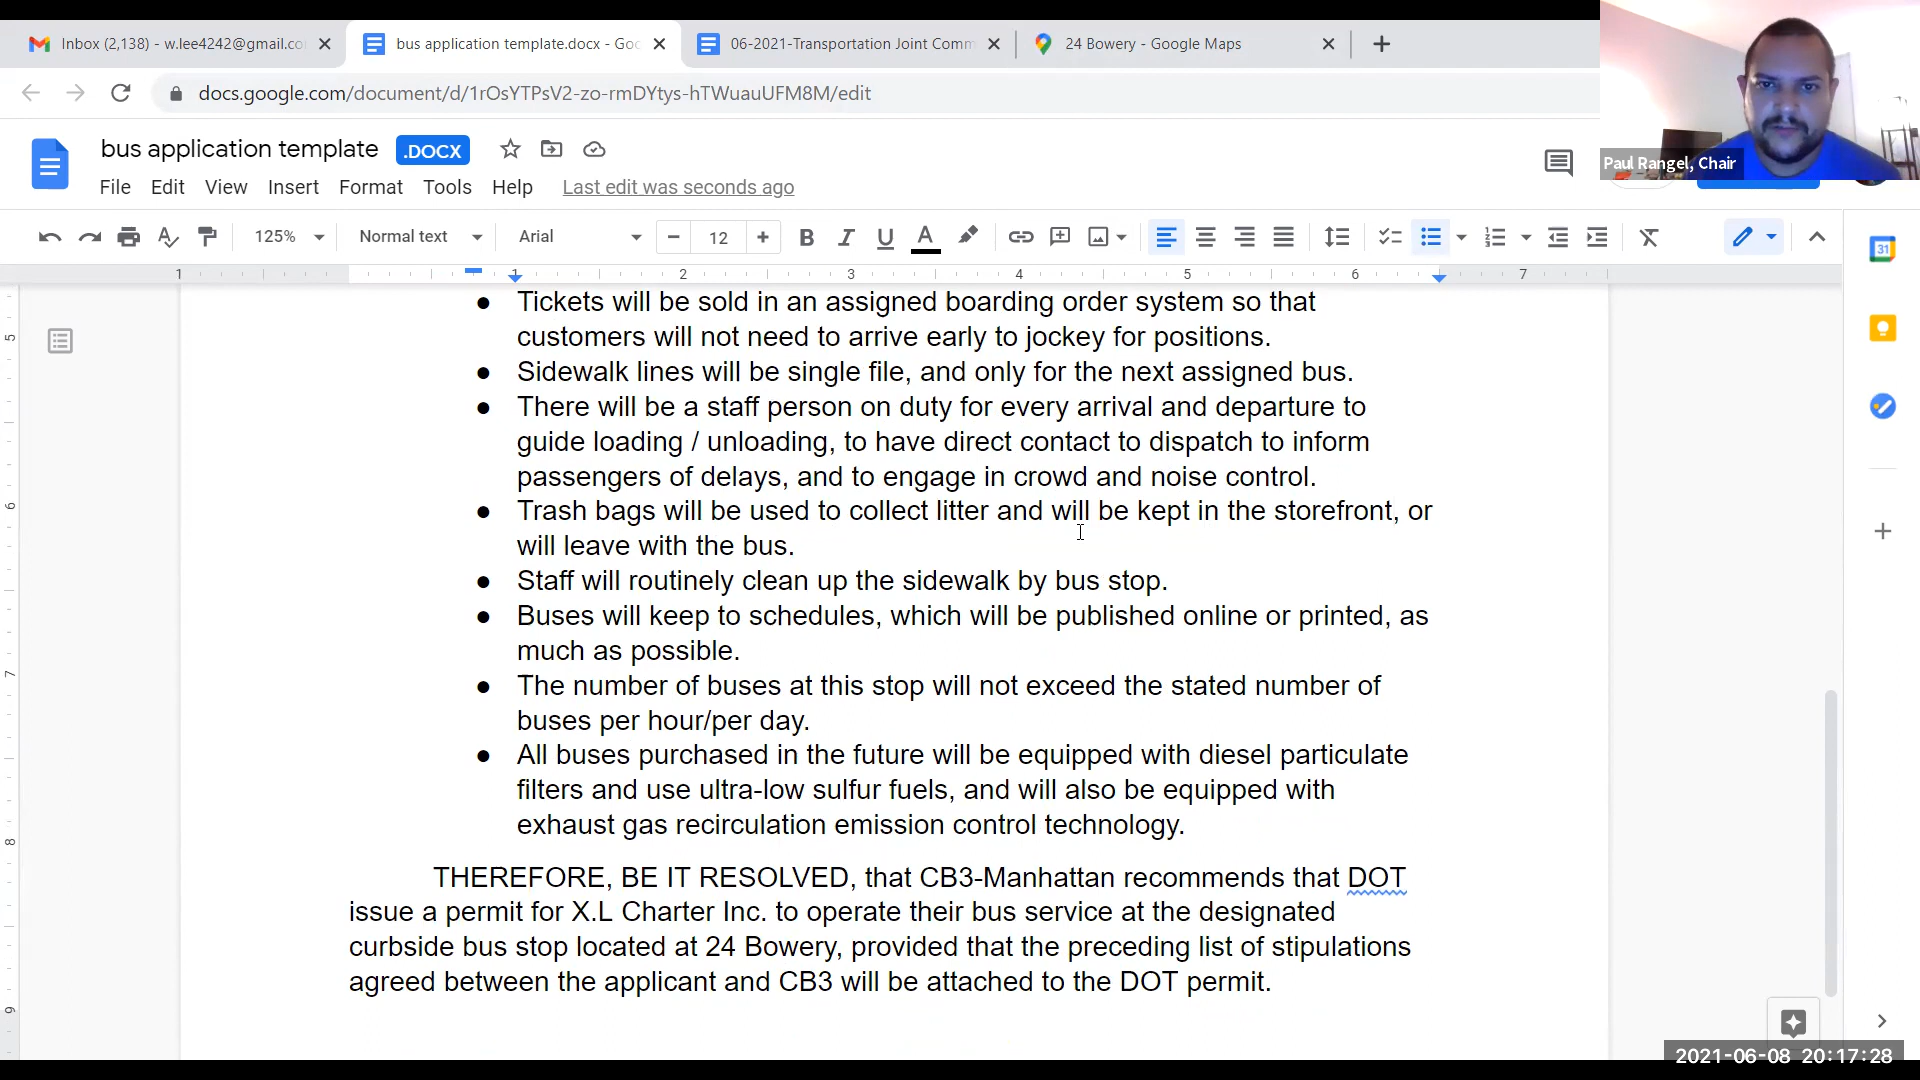 Inbox (2,138) - w.lee4242@gmail.co
bus application template.docx - Goo
06-2021-Transportation Joint Comm
24 Bowery - Google Maps
docs.google.com/document/d/1rOsYTPsV2-zo-rmDYtys-hTWuauUFM8M/edit
bus application template .DOCX
Paul Rangel, Chair
File Edit View Insert Format Tools Help Last edit was seconds ago
125% Normal text Arial 12
1 1 2 3 4 5 6 7
Tickets will be sold in an assigned boarding order system so that
customers will not need to arrive early to jockey for positions.
Sidewalk lines will be single file, and only for the next assigned bus.
There will be a staff person on duty for every arrival and departure to
guide loading / unloading, to have direct contact to dispatch to inform
passengers of delays, and to engage in crowd and noise control.
Trash bags will be used to collect litter and will be kept in the storefront, or
will leave with the bus.
Staff will routinely clean up the sidewalk by bus stop.
Buses will keep to schedules, which will be published online or printed, as
much as possible.
The number of buses at this stop will not exceed the stated number of
buses per hour/per day.
All buses purchased in the future will be equipped with diesel particulate
filters and use ultra-low sulfur fuels, and will also be equipped with
exhaust gas recirculation emission control technology.
THEREFORE, BE IT RESOLVED, that CB3-Manhattan recommends that DOT
issue a permit for X.L Charter Inc. to operate their bus service at the designated
curbside bus stop located at 24 Bowery, provided that the preceding list of stipulations
agreed between the applicant and CB3 will be attached to the DOT permit.
5
6
7
8
9
31
2021-06-08 20:17:28